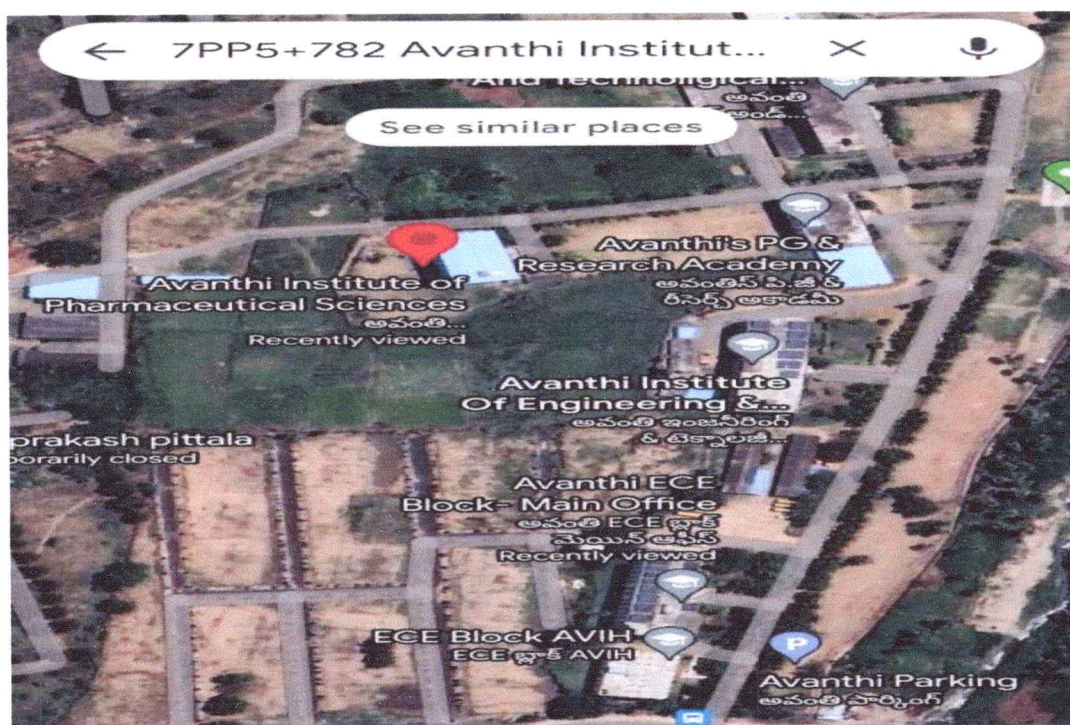 7PP5+782 Avanthi Institut...
And Technoligical...
అవంతి
అండ్...
See similar places
Avanthi's PG &
Research Academy
అవంతిస్ పి.జీ &
రీసెర్చ్ అకాడమీ
Avanthi Institute of
Pharmaceutical Sciences
అవంతి...
Recently viewed
Avanthi Institute
Of Engineering &...
అవంతి ఇంజనీరింగ్
& టెక్నాలజీ...
prakash pittala
porarily closed
Avanthi ECE
Block- Main Office
అవంతి ECE బ్లాక్
మెయిన్ ఆఫీస్
Recently viewed
ECE Block AVIH
ECE బ్లాక్ AVIH
P
Avanthi Parking
అవంతి పార్కింగ్